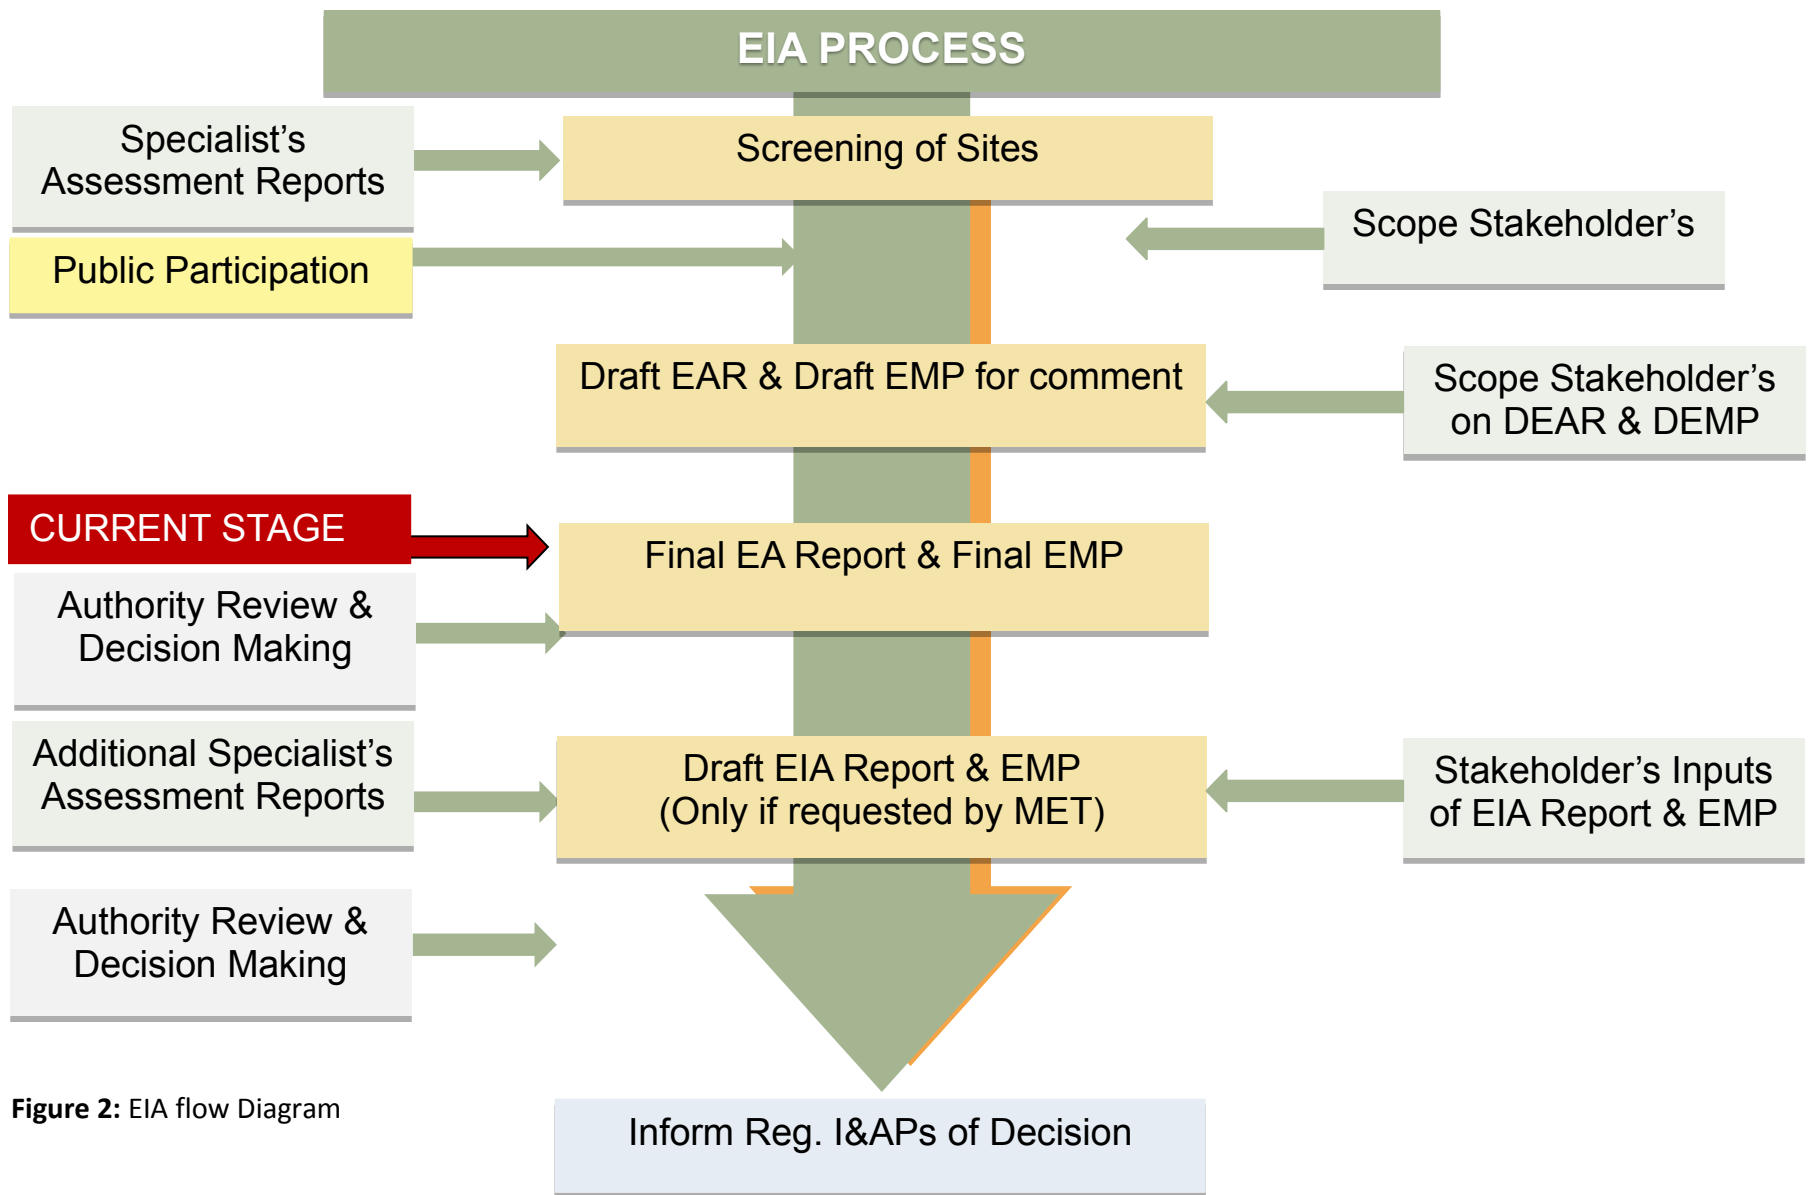 EIA PROCESS
Specialist’s
Assessment Reports
Screening of Sites
Scope Stakeholder’s
Public Participation
Draft EAR & Draft EMP for comment
Scope Stakeholder’s
on DEAR & DEMP
CURRENT STAGE
Final EA Report & Final EMP
Authority Review &
Decision Making
Additional Specialist’s
Assessment Reports
Draft EIA Report & EMP
(Only if requested by MET)
Stakeholder’s Inputs
of EIA Report & EMP
Authority Review &
Decision Making
Figure 2: EIA flow Diagram
Inform Reg. I&APs of Decision